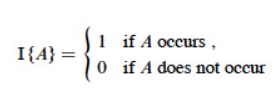 I{A} = { 1 if A occurs ,
0 if A does not occur